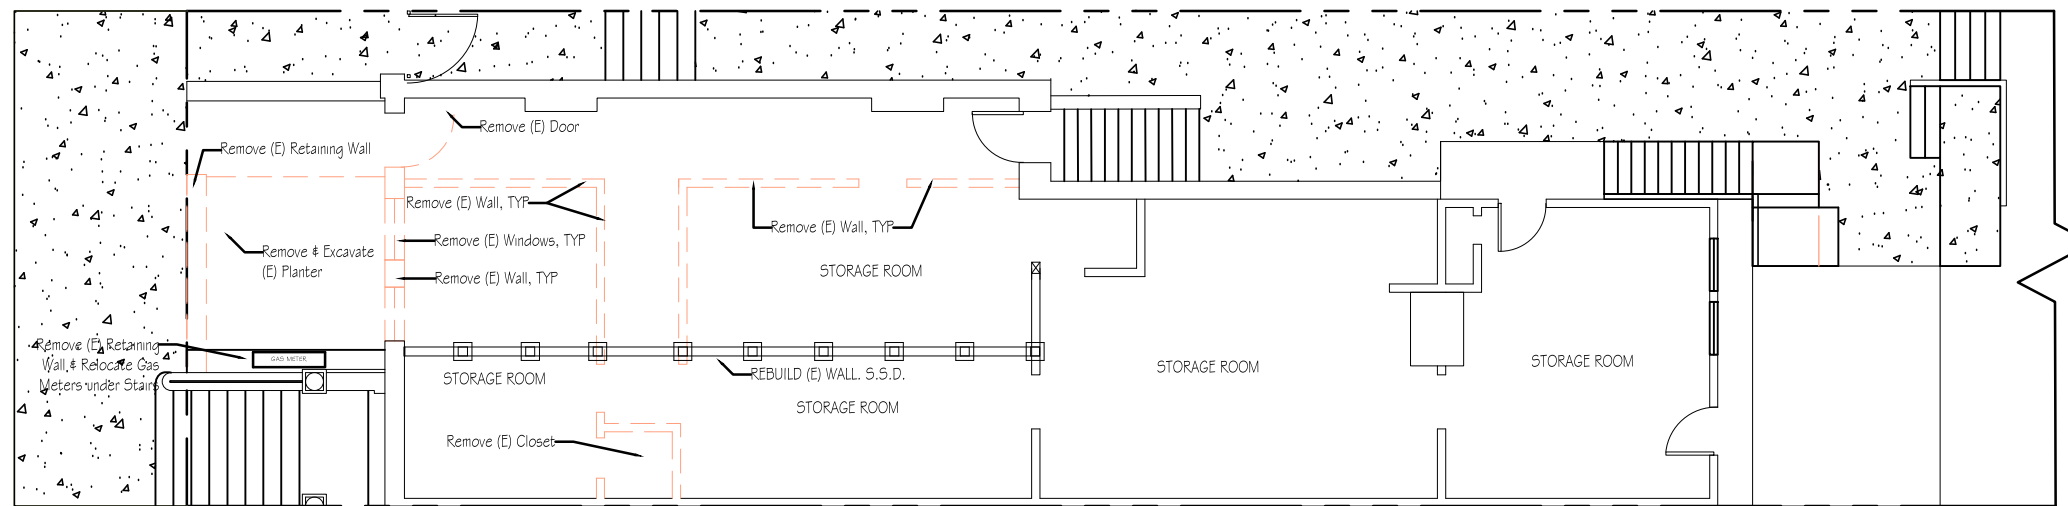 Remove (E) Door
Remove (E) Retaining Wall
Remove (E) Wall, TYP
Remove (E) Wall, TYP
Remove (E) Windows, TYP
Remove & Excavate
(E) Planter
STORAGE ROOM
Remove (E) Wall, TYP
Remove (E) Retaining
Wall & Relocate Gas
Meters under Stairs
GAS METER
STORAGE ROOM
REBUILD (E) WALL. S.S.D.
STORAGE ROOM
STORAGE ROOM
STORAGE ROOM
Remove (E) Closet